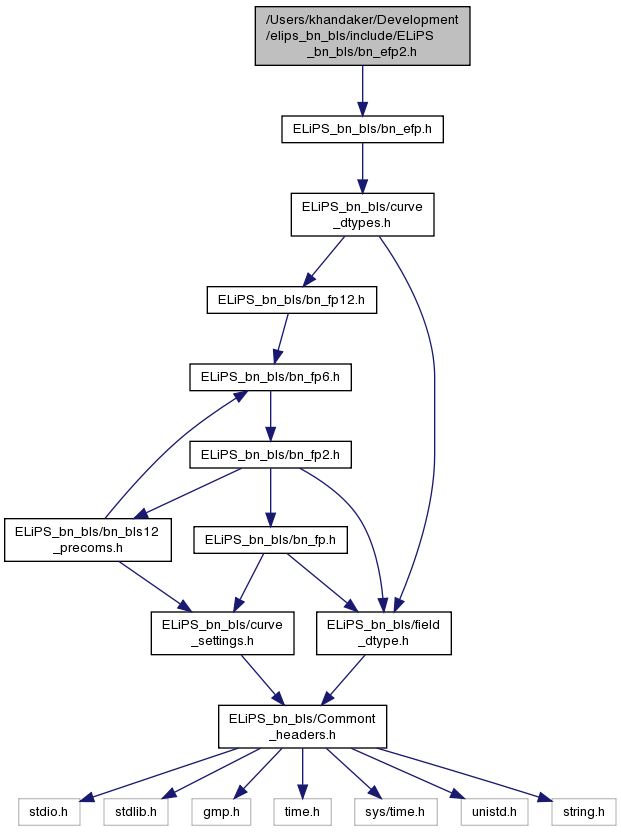 /Users/khandaker/Development
/elips_bn_bls/include/ELiPS
_bn_bls/bn_efp2.h
ELiPS_bn_bls/bn_efp.h
ELiPS_bn_bls/curve
_dtypes.h
ELiPS_bn_bls/bn_fp12.h
ELiPS_bn_bls/bn_fp6.h
ELiPS_bn_bls/bn_fp2.h
ELiPS_bn_bls/bn_bls12
_precoms.h
ELiPS_bn_bls/bn_fp.h
ELiPS_bn_bls/curve
_settings.h
ELiPS_bn_bls/field
_dtype.h
ELiPS_bn_bls/Commont
_headers.h
stdio.h
stdlib.h
gmp.h
time.h
sys/time.h
unistd.h
string.h